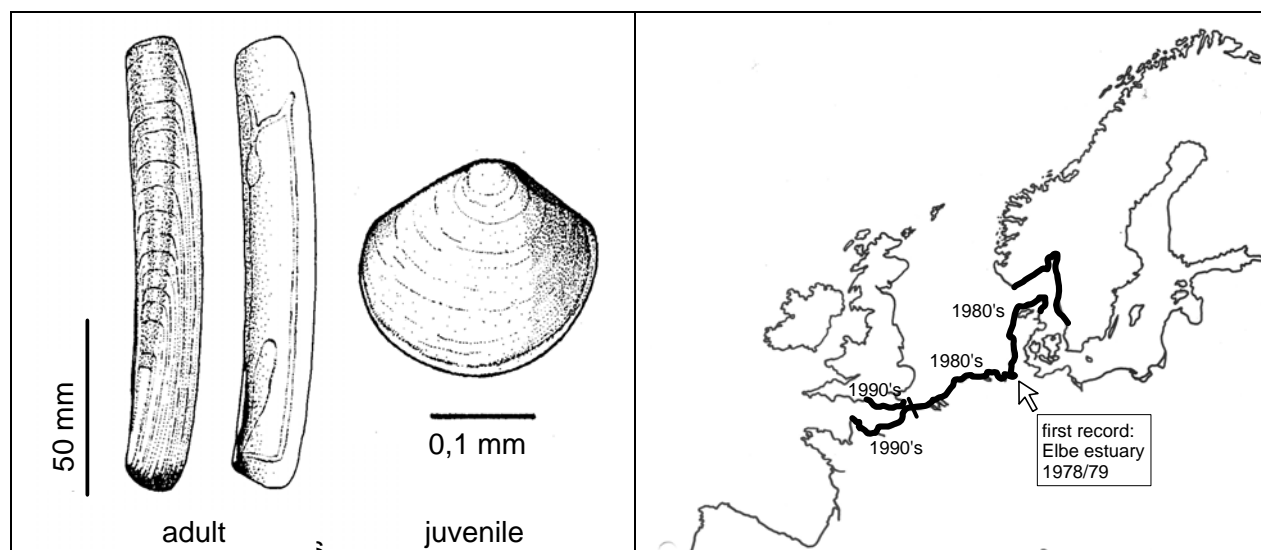 50 mm
0,1 mm
adult
juvenile
1980's
1980's
1990's
1990's
first record:
Elbe estuary
1978/79